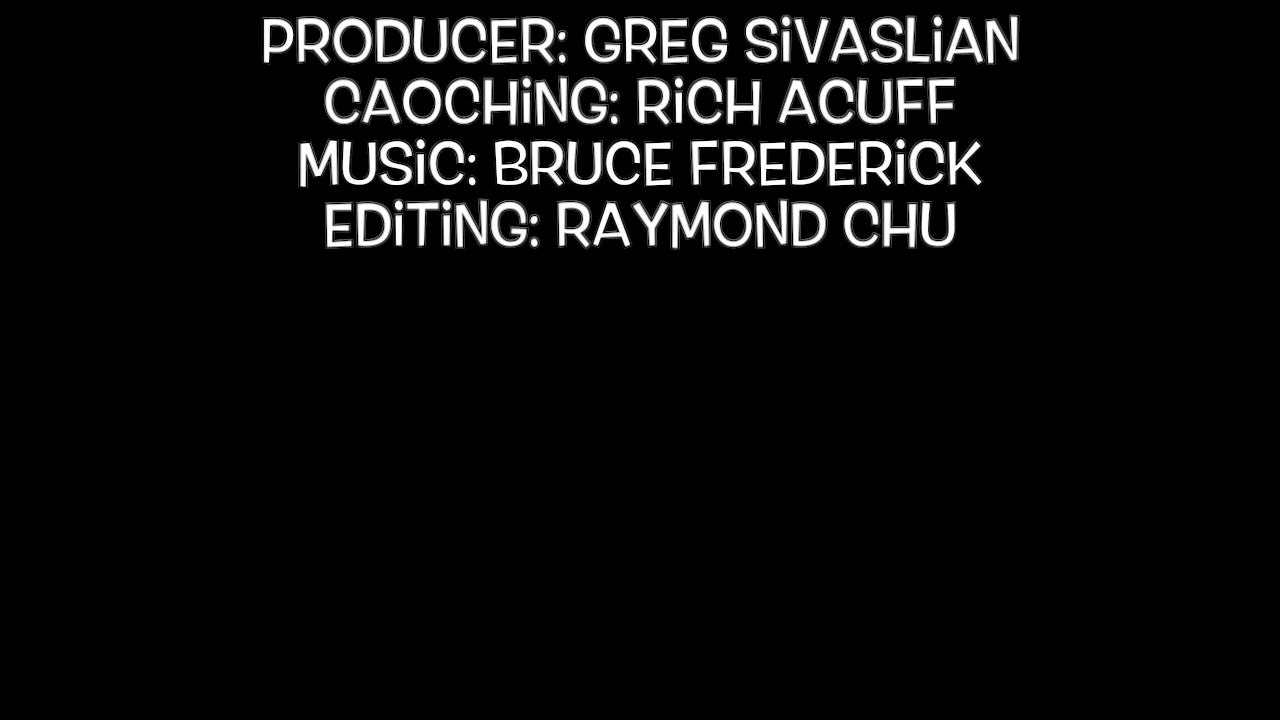 PRODUCER: GREG SiVASLiAN
CAOCHiNG: RiCH ACUFF
MUSiC: BRUCE FREDERiCK
EDiTiNG: RAYMOND CHU